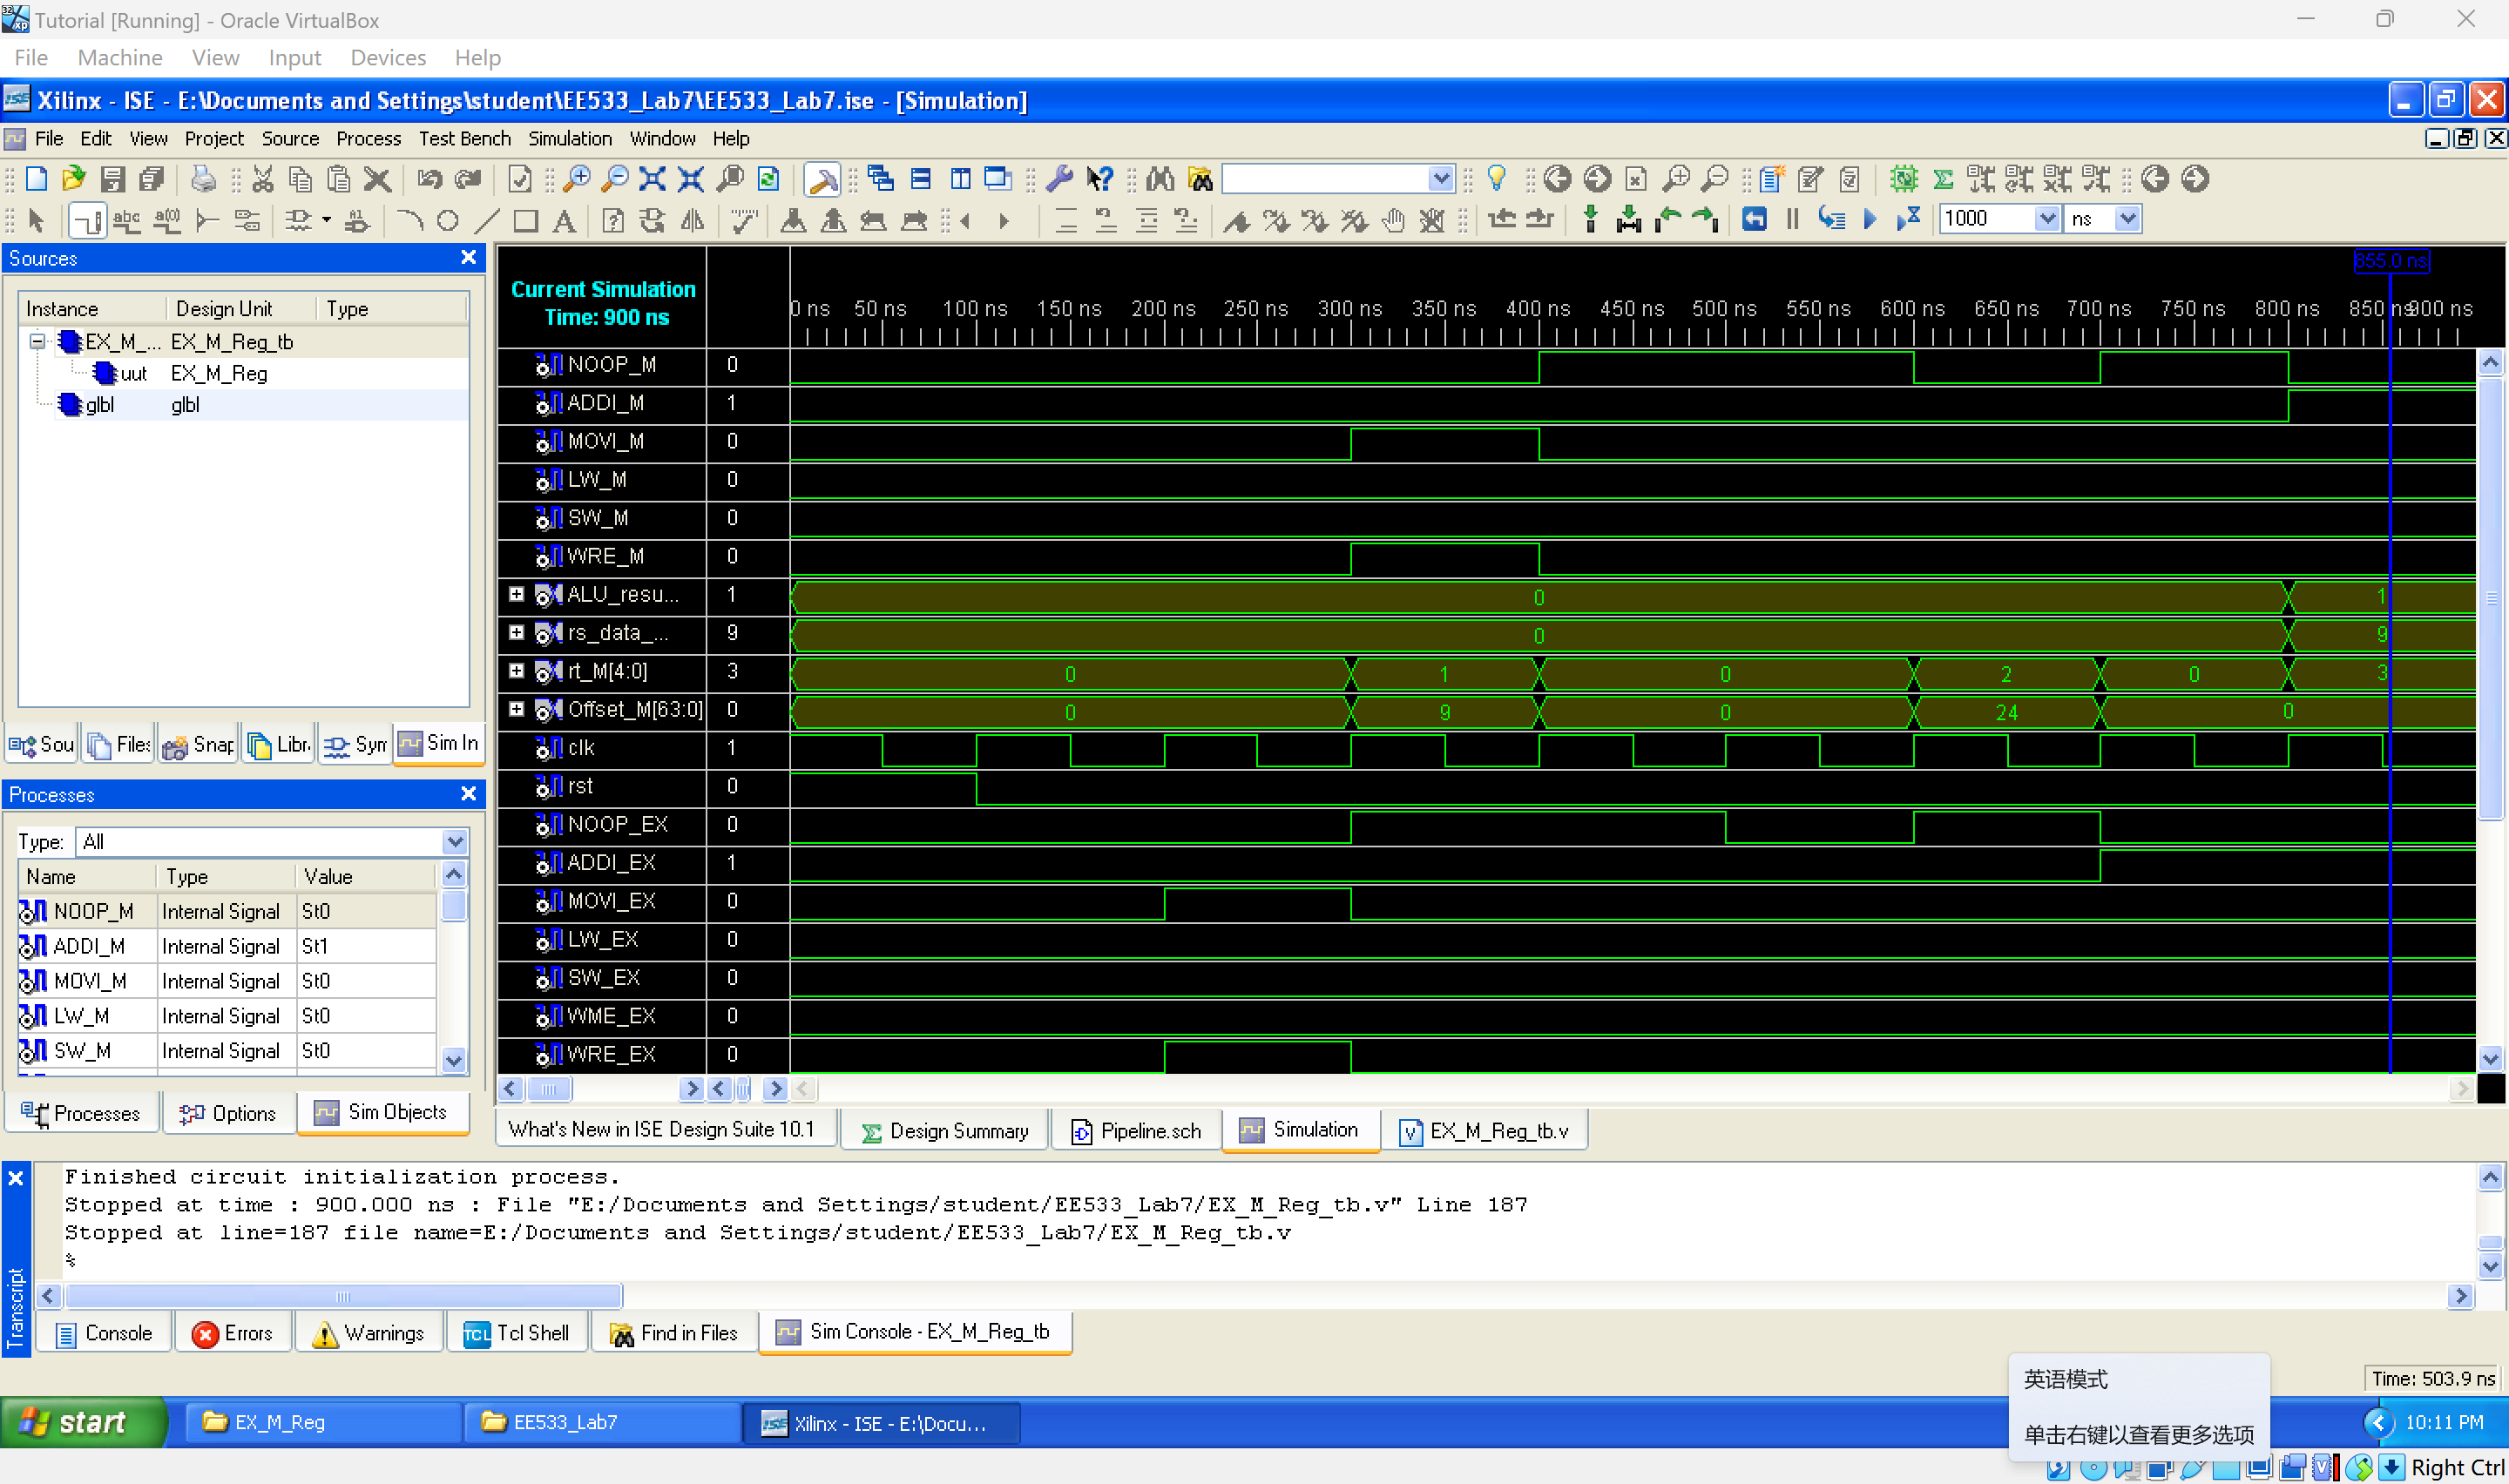 Tutorial [Running] - Oracle VirtualBox
File Machine View Input Devices Help
Xilinx - ISE - E:\Documents and Settings\student\EE533_Lab7\EE533_Lab7.ise - [Simulation]
File Edit View Project Source Process Test Bench Simulation Window Help
1000 ns
Sources
Instance Design Unit Type
EX_M_... EX_M_Reg_tb
uut EX_M_Reg
glbl glbl
Sou Files Snap Libr. Sym Sim In
Processes
Type: All
Name Type Value
NOOP_M Internal Signal St0
ADDI_M Internal Signal St1
MOVI_M Internal Signal St0
LW_M Internal Signal St0
SW_M Internal Signal St0
Processes Options Sim Objects
Current Simulation
Time: 900 ns
855.0 ns
0 ns 50 ns 100 ns 150 ns 200 ns 250 ns 300 ns 350 ns 400 ns 450 ns 500 ns 550 ns 600 ns 650 ns 700 ns 750 ns 800 ns 850 ns 900 ns
NOOP_M 0
ADDI_M 1
MOVI_M 0
LW_M 0
SW_M 0
WRE_M 0
ALU_resu... 1 0 1
rs_data_... 9 0 9
rt_M[4:0] 3 0 1 0 2 0 3
Offset_M[63:0] 0 0 9 0 24 0
clk 1
rst 0
NOOP_EX 0
ADDI_EX 1
MOVI_EX 0
LW_EX 0
SW_EX 0
WME_EX 0
WRE_EX 0
What's New in ISE Design Suite 10.1 Design Summary Pipeline.sch Simulation EX_M_Reg_tb.v
Transcript
Finished circuit initialization process.
Stopped at time : 900.000 ns : File "E:/Documents and Settings/student/EE533_Lab7/EX_M_Reg_tb.v" Line 187
Stopped at line=187 file name=E:/Documents and Settings/student/EE533_Lab7/EX_M_Reg_tb.v
%
Console Errors Warnings Tcl Shell Find in Files Sim Console - EX_M_Reg_tb
Time: 503.9 ns
英语模式
单击右键以查看更多选项
start EX_M_Reg EE533_Lab7 Xilinx - ISE - E:\Docu... 10:11 PM
Right Ctrl